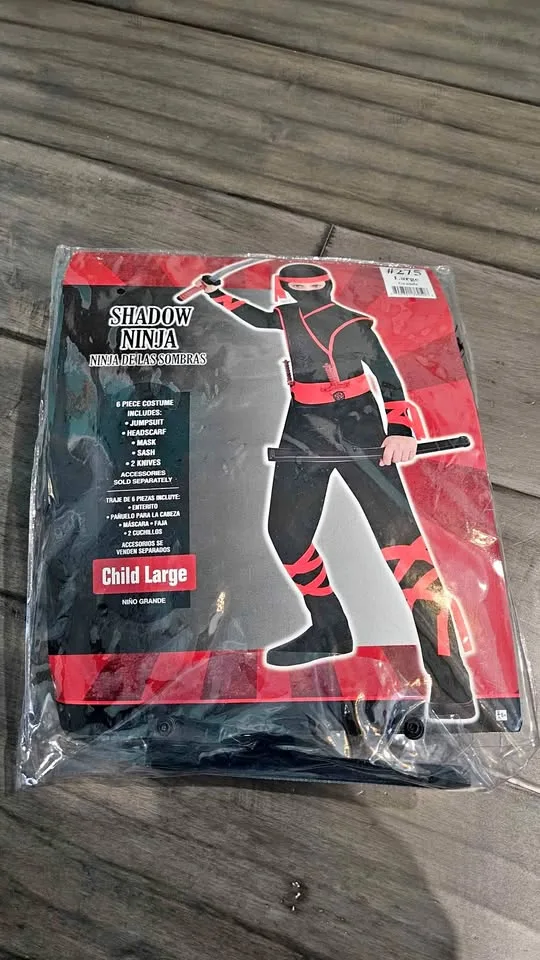 #275
Large
SHADOW
NINJA
NINJA DE LAS SOMBRAS
6 PIECE COSTUME
INCLUDES:
• JUMPSUIT
• HEADSCARF
• MASK
• SASH
• 2 KNIVES
ACCESSORIES
SOLD SEPARATELY
TRAJE DE 6 PIEZAS INCLUYE:
• ENTERITO
• PAÑUELO PARA LA CABEZA
• MÁSCARA • FAJA
• 2 CUCHILLOS
ACCESORIOS SE
VENDEN SEPARADOS
Child Large
NIÑO GRANDE